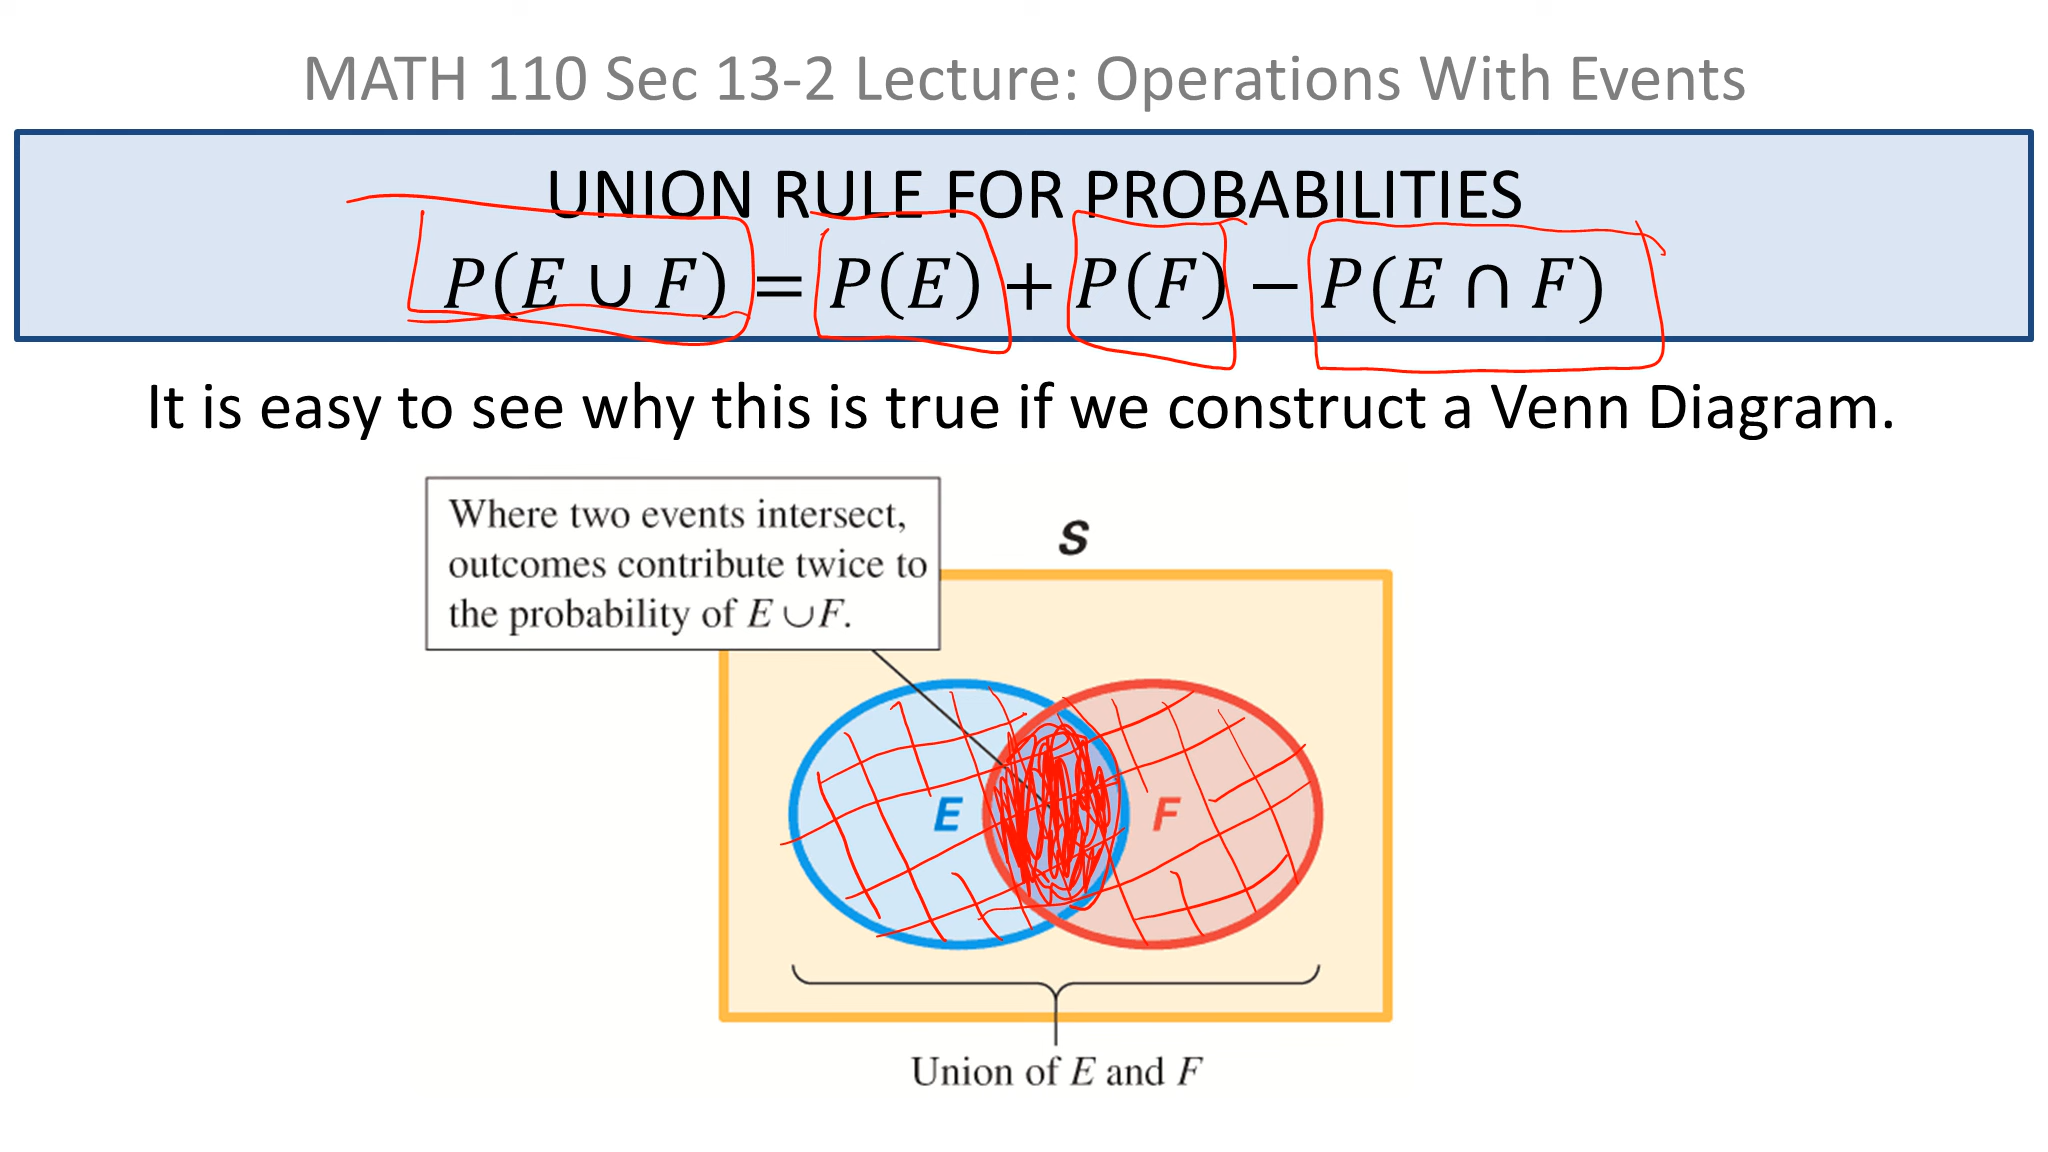 MATH 110 Sec 13-2 Lecture: Operations With Events
UNION RULE FOR PROBABILITIES
P(E ∪ F) = P(E) + P(F) − P(E ∩ F)
It is easy to see why this is true if we construct a Venn Diagram.
Where two events intersect,
outcomes contribute twice to
the probability of E ∪ F.
S
E
F
Union of E and F